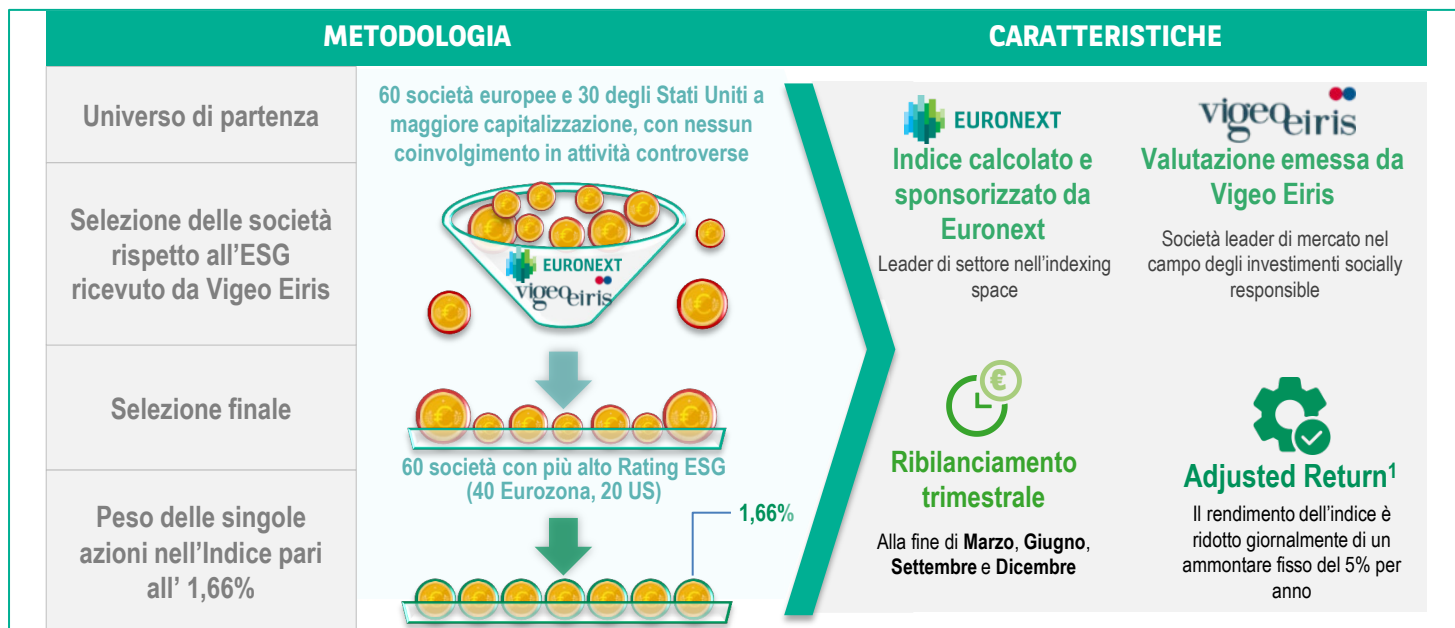 METODOLOGIA
CARATTERISTICHE
Universo di partenza
60 società europee e 30 degli Stati Uniti a
maggiore capitalizzazione, con nessun
coinvolgimento in attività controverse
Selezione delle società
rispetto all'ESG
ricevuto da Vigeo Eiris
EURONEXT
vigeo eiris
Selezione finale
60 società con più alto Rating ESG
(40 Eurozona, 20 US)
Peso delle singole
azioni nell'Indice pari
all' 1,66%
1,66%
EURONEXT
Indice calcolato e
sponsorizzato da
Euronext
Leader di settore nell'indexing
space
vigeo eiris
Valutazione emessa da
Vigeo Eiris
Società leader di mercato nel
campo degli investimenti socially
responsible
€
Ribilanciamento
trimestrale
Alla fine di Marzo, Giugno,
Settembre e Dicembre
Adjusted Return¹
Il rendimento dell'indice è
ridotto giornalmente di un
ammontare fisso del 5% per
anno